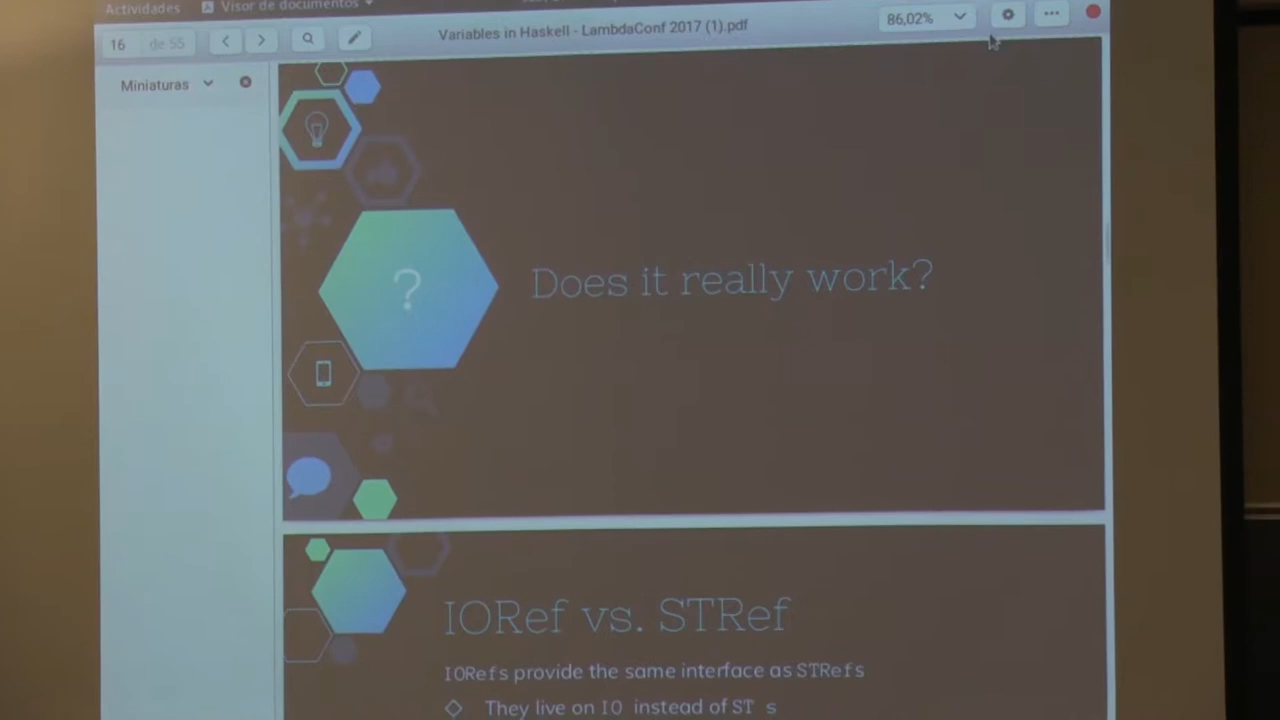 Actividades Visor de documentos
16 de 55 Variables in Haskell - LambdaConf 2017 (1).pdf 86,02%
Miniaturas
?
Does it really work?
IORef vs. STRef
IORefs provide the same interface as STRefs
They live on IO instead of ST s